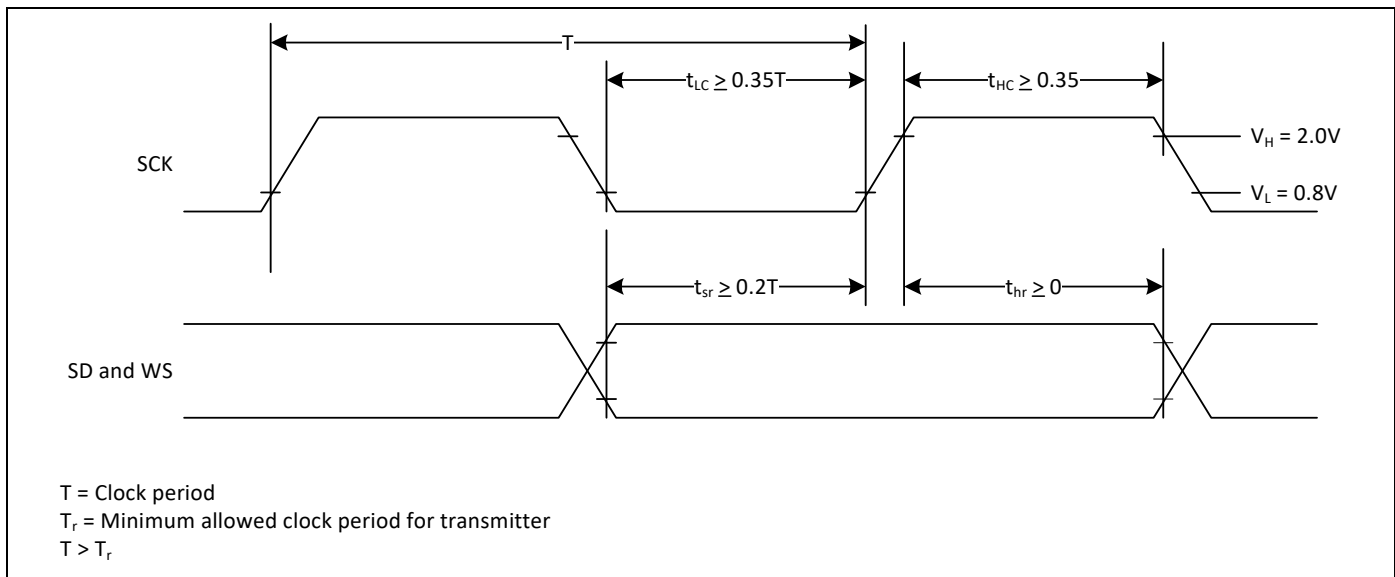 T
t_LC ≥ 0.35T
t_HC ≥ 0.35
SCK
V_H = 2.0V
V_L = 0.8V
t_sr ≥ 0.2T
t_hr ≥ 0
SD and WS
T = Clock period
T_r = Minimum allowed clock period for transmitter
T > T_r